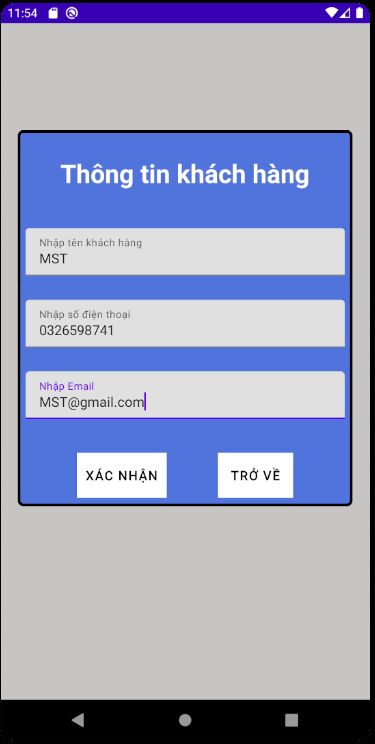 11:54
Thông tin khách hàng
Nhập tên khách hàng
MST
Nhập số điện thoại
0326598741
Nhập Email
MST@gmail.com
XÁC NHẬN
TRỞ VỀ